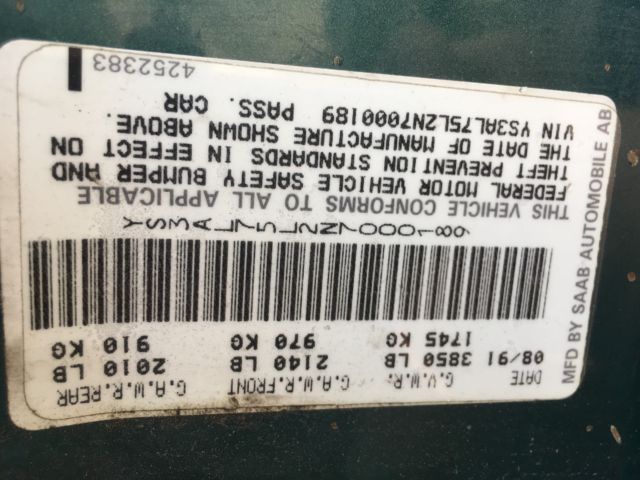 MFD BY SAAB AUTOMOBILE AB
DATE G.V.W.R. G.A.W.R.FRONT G.A.W.R.REAR
08/91 3850 LB 2140 LB 2010 LB
1745 KG 970 KG 910 KG
YS3AL75L2N7000189
THIS VEHICLE CONFORMS TO ALL APPLICABLE
FEDERAL MOTOR VEHICLE SAFETY BUMPER AND
THEFT PREVENTION STANDARDS IN EFFECT ON
THE DATE OF MANUFACTURE SHOWN ABOVE.
VIN YS3AL75L2N7000189 PASS. CAR
4252383